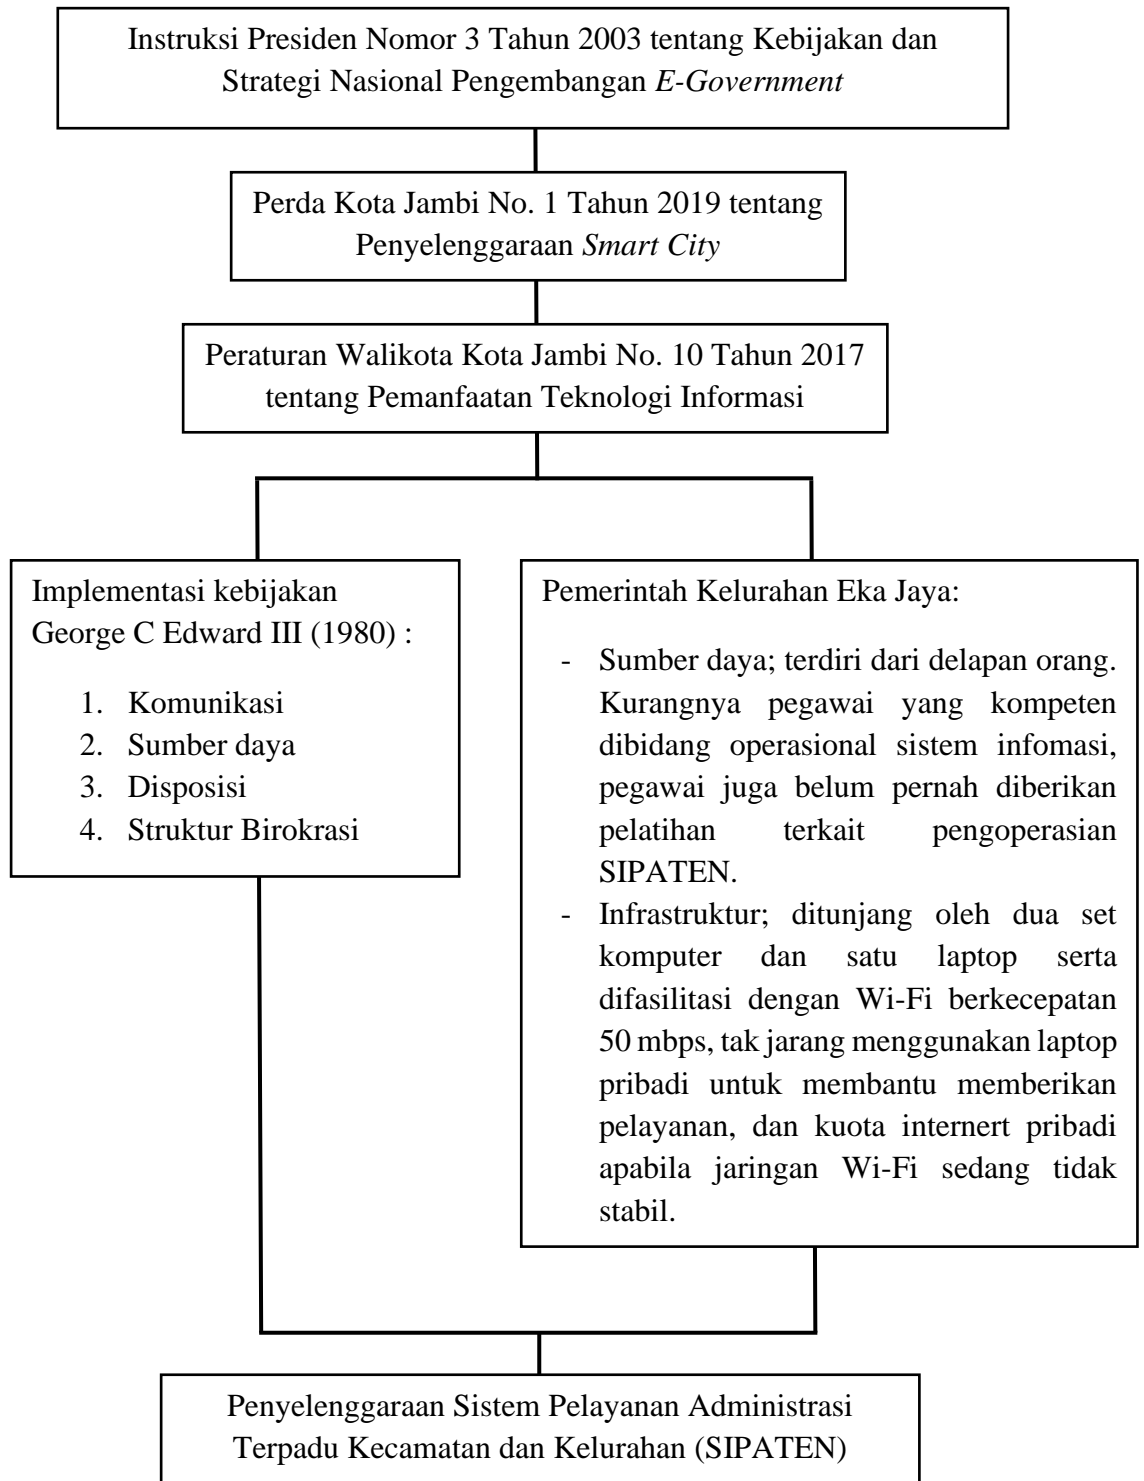 Instruksi Presiden Nomor 3 Tahun 2003 tentang Kebijakan dan
Strategi Nasional Pengembangan E-Government
Perda Kota Jambi No. 1 Tahun 2019 tentang
Penyelenggaraan Smart City
Peraturan Walikota Kota Jambi No. 10 Tahun 2017
tentang Pemanfaatan Teknologi Informasi
Implementasi kebijakan
George C Edward III (1980) :
1. Komunikasi
2. Sumber daya
3. Disposisi
4. Struktur Birokrasi
Pemerintah Kelurahan Eka Jaya:
- Sumber daya; terdiri dari delapan orang.
Kurangnya pegawai yang kompeten
dibidang operasional sistem infomasi,
pegawai juga belum pernah diberikan
pelatihan terkait pengoperasian
SIPATEN.
- Infrastruktur; ditunjang oleh dua set
komputer dan satu laptop serta
difasilitasi dengan Wi-Fi berkecepatan
50 mbps, tak jarang menggunakan laptop
pribadi untuk membantu memberikan
pelayanan, dan kuota internert pribadi
apabila jaringan Wi-Fi sedang tidak
stabil.
Penyelenggaraan Sistem Pelayanan Administrasi
Terpadu Kecamatan dan Kelurahan (SIPATEN)